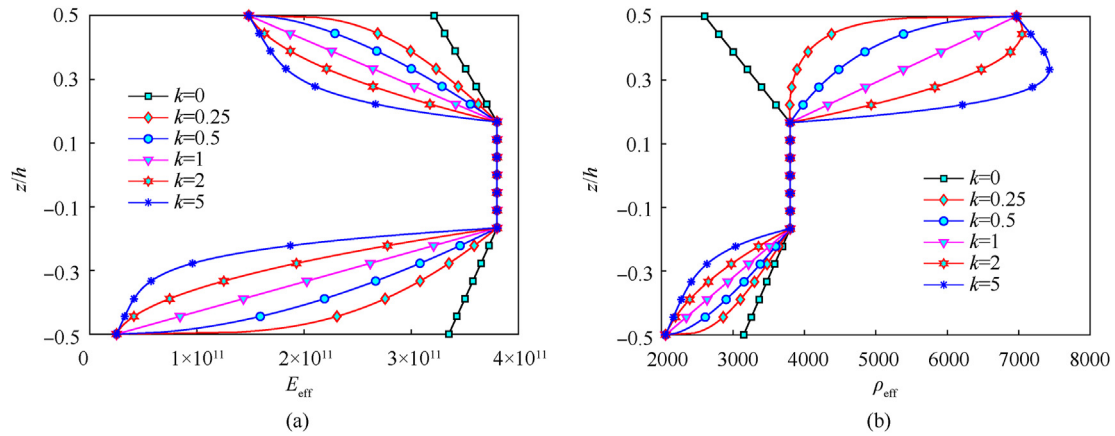 0.5
0.3
0.1
−0.1
−0.3
−0.5
z/h
k=0
k=0.25
k=0.5
k=1
k=2
k=5
0
1×10¹¹
2×10¹¹
3×10¹¹
4×10¹¹
E_eff
(a)
0.5
0.3
0.1
−0.1
−0.3
−0.5
z/h
k=0
k=0.25
k=0.5
k=1
k=2
k=5
2000
3000
4000
5000
6000
7000
8000
ρ_eff
(b)